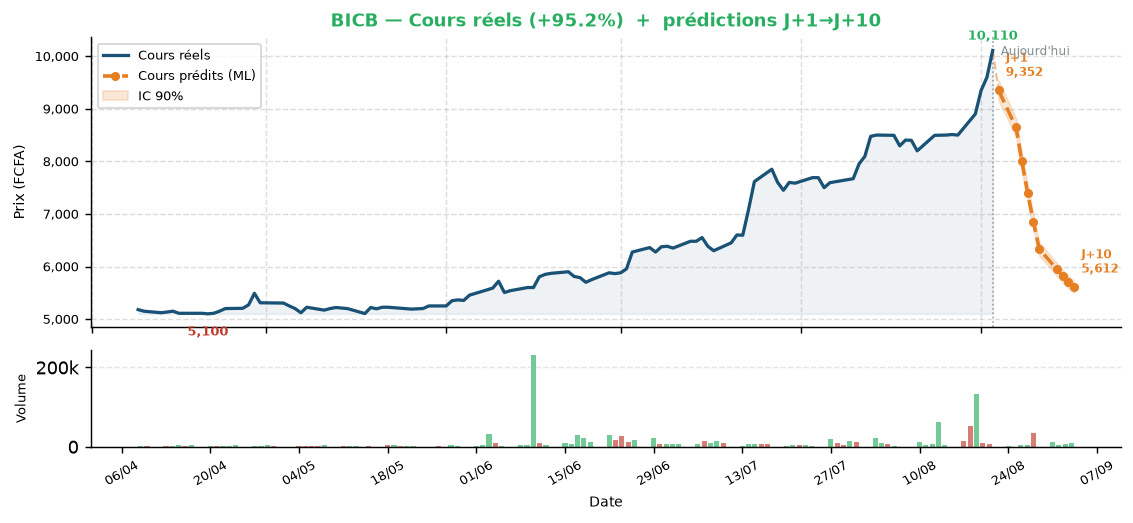 BICB — Cours réels (+95.2%)  +  prédictions J+1→J+10
Cours réels
Cours prédits (ML)
IC 90%
10,110
Aujourd'hui
J+1
9,352
J+10
5,612
5,100
Prix (FCFA)
10,000
9,000
8,000
7,000
6,000
5,000
Volume
200k
0
06/04
20/04
04/05
18/05
01/06
15/06
29/06
13/07
27/07
10/08
24/08
07/09
Date